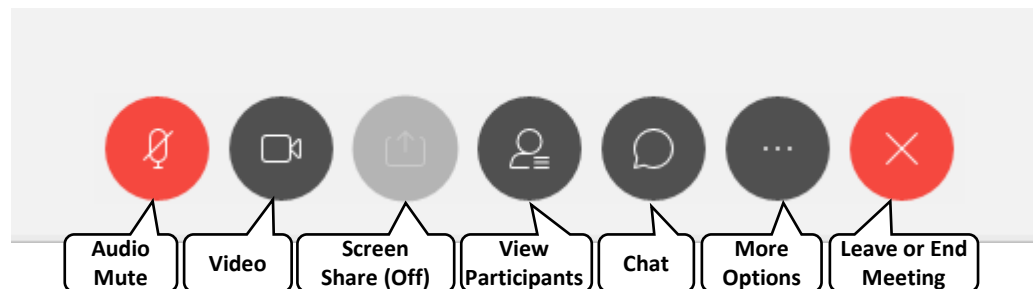 Audio
Mute
Video
Screen
Share (Off)
View
Participants
Chat
More
Options
Leave or End
Meeting